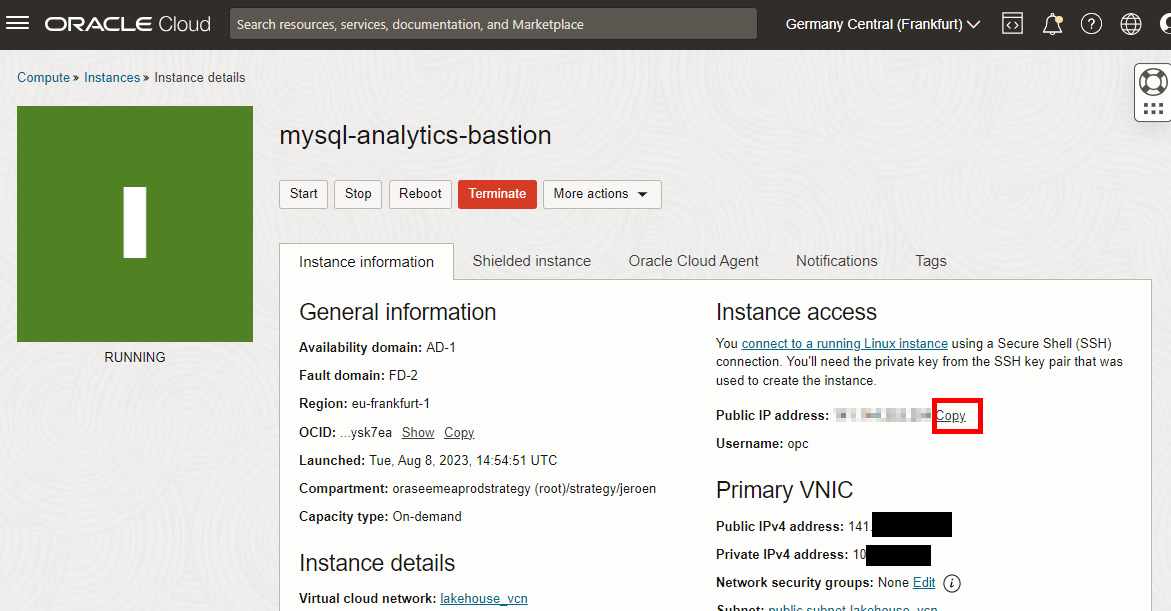 ORACLE Cloud
Search resources, services, documentation, and Marketplace
Germany Central (Frankfurt)
Compute » Instances » Instance details
mysql-analytics-bastion
Start
Stop
Reboot
Terminate
More actions
RUNNING
Instance information
Shielded instance
Oracle Cloud Agent
Notifications
Tags
General information
Availability domain: AD-1
Fault domain: FD-2
Region: eu-frankfurt-1
OCID: ...ysk7ea Show Copy
Launched: Tue, Aug 8, 2023, 14:54:51 UTC
Compartment: oraseemeaprodstrategy (root)/strategy/jeroen
Capacity type: On-demand
Instance details
Virtual cloud network: lakehouse_vcn
Instance access
You connect to a running Linux instance using a Secure Shell (SSH)
connection. You'll need the private key from the SSH key pair that was
used to create the instance.
Public IP address: Copy
Username: opc
Primary VNIC
Public IPv4 address: 141.
Private IPv4 address: 10
Network security groups: None Edit
Subnet: public subnet-lakehouse_vcn